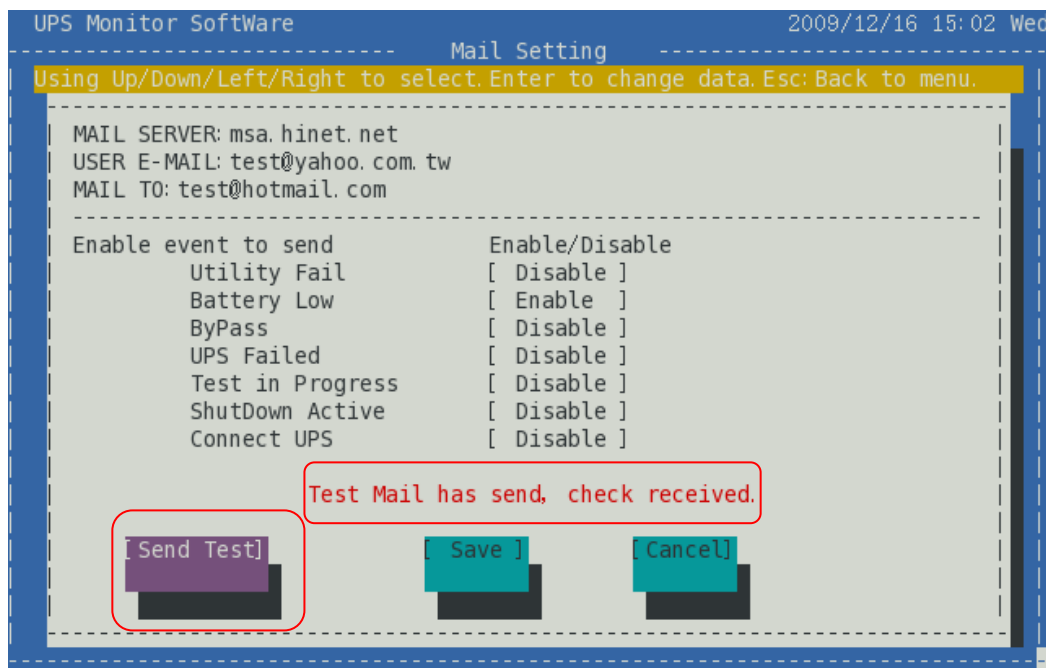 UPS Monitor SoftWare 2009/12/16 15:02 Wed
Mail Setting
Using Up/Down/Left/Right to select.Enter to change data.Esc:Back to menu.
MAIL SERVER: msa.hinet.net
USER E-MAIL: test@yahoo.com.tw
MAIL TO: test@hotmail.com
Enable event to send Enable/Disable
Utility Fail [ Disable ]
Battery Low [ Enable ]
ByPass [ Disable ]
UPS Failed [ Disable ]
Test in Progress [ Disable ]
ShutDown Active [ Disable ]
Connect UPS [ Disable ]
Test Mail has send, check received.
[Send Test] [ Save ] [Cancel]